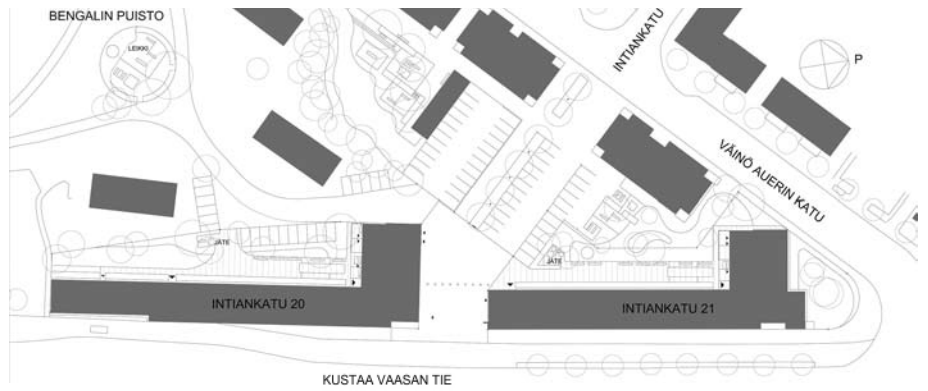 BENGALIN PUISTO
LEIKKI
INTIANKATU
P
VÄINÖ AUERIN KATU
JÄTE
JÄTE
INTIANKATU 20
INTIANKATU 21
KUSTAA VAASAN TIE